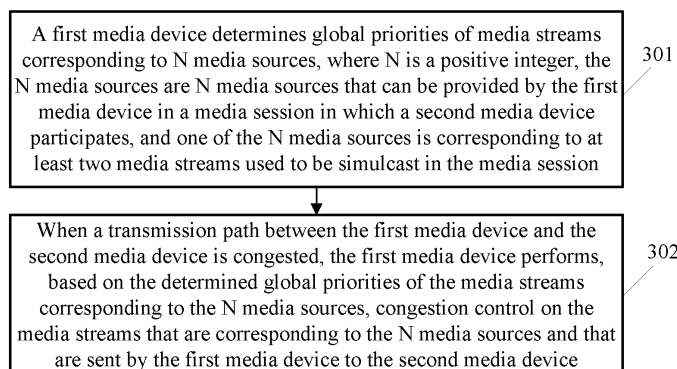 A first media device determines global priorities of media streams
corresponding to N media sources, where N is a positive integer, the
N media sources are N media sources that can be provided by the first
media device in a media session in which a second media device
participates, and one of the N media sources is corresponding to at
least two media streams used to be simulcast in the media session
301
When a transmission path between the first media device and the
second media device is congested, the first media device performs,
based on the determined global priorities of the media streams
corresponding to the N media sources, congestion control on the
media streams that are corresponding to the N media sources and that
are sent by the first media device to the second media device
302